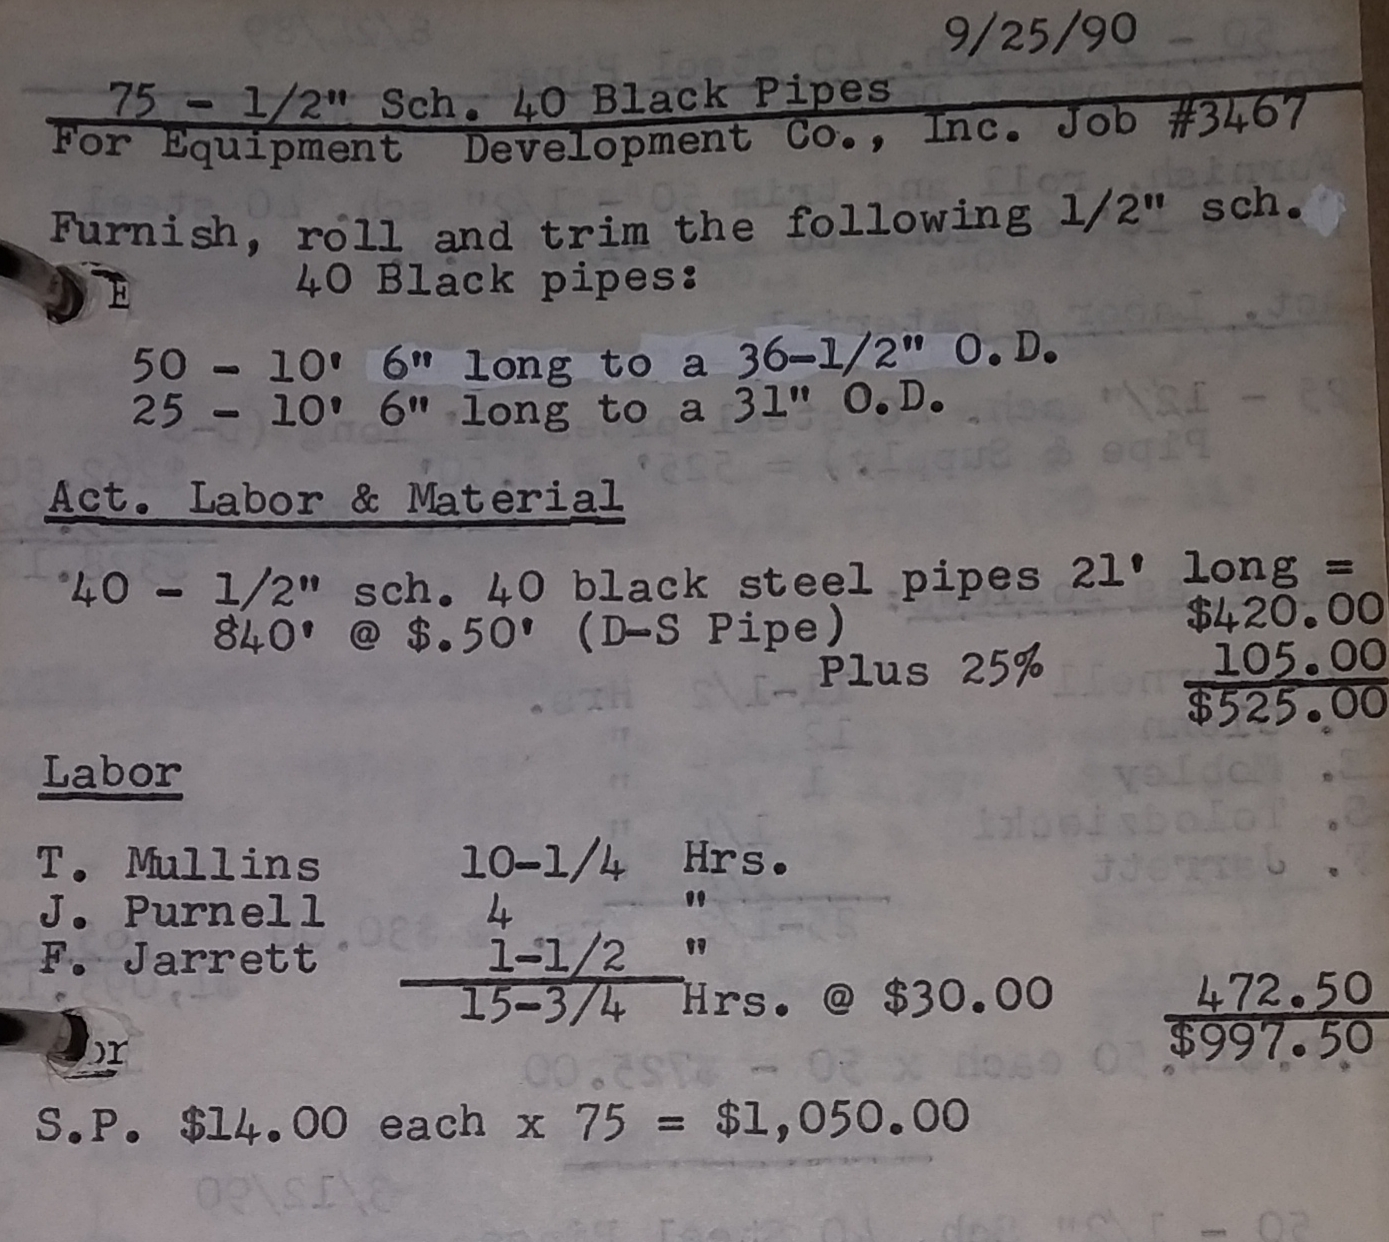 9/25/90
75 - 1/2" Sch. 40 Black Pipes
For Equipment Development Co., Inc. Job #3467
Furnish, roll and trim the following 1/2" sch.
40 Black pipes:
E
50 - 10' 6" long to a 36-1/2" O.D.
25 - 10' 6" long to a 31" O.D.
Act. Labor & Material
40 - 1/2" sch. 40 black steel pipes 21' long =
840' @ $.50' (D-S Pipe) $420.00
Plus 25% 105.00
$525.00
Labor
T. Mullins 10-1/4 Hrs.
J. Purnell 4 "
F. Jarrett 1-1/2 "
15-3/4 Hrs. @ $30.00 472.50
$997.50
or
S.P. $14.00 each x 75 = $1,050.00